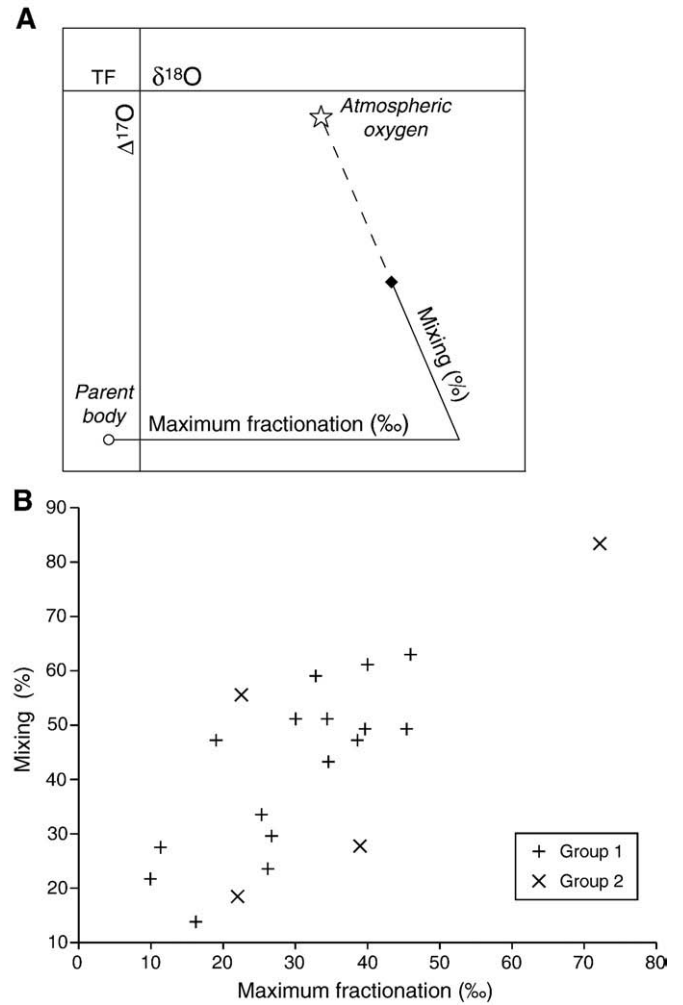 A
TF δ¹⁸O
Δ¹⁷O
Atmospheric
oxygen
Mixing (%)
Parent
body
Maximum fractionation (‰)
B
90
80
70
60
50
40
30
20
10
Mixing (%)
+ Group 1
× Group 2
0 10 20 30 40 50 60 70 80
Maximum fractionation (‰)